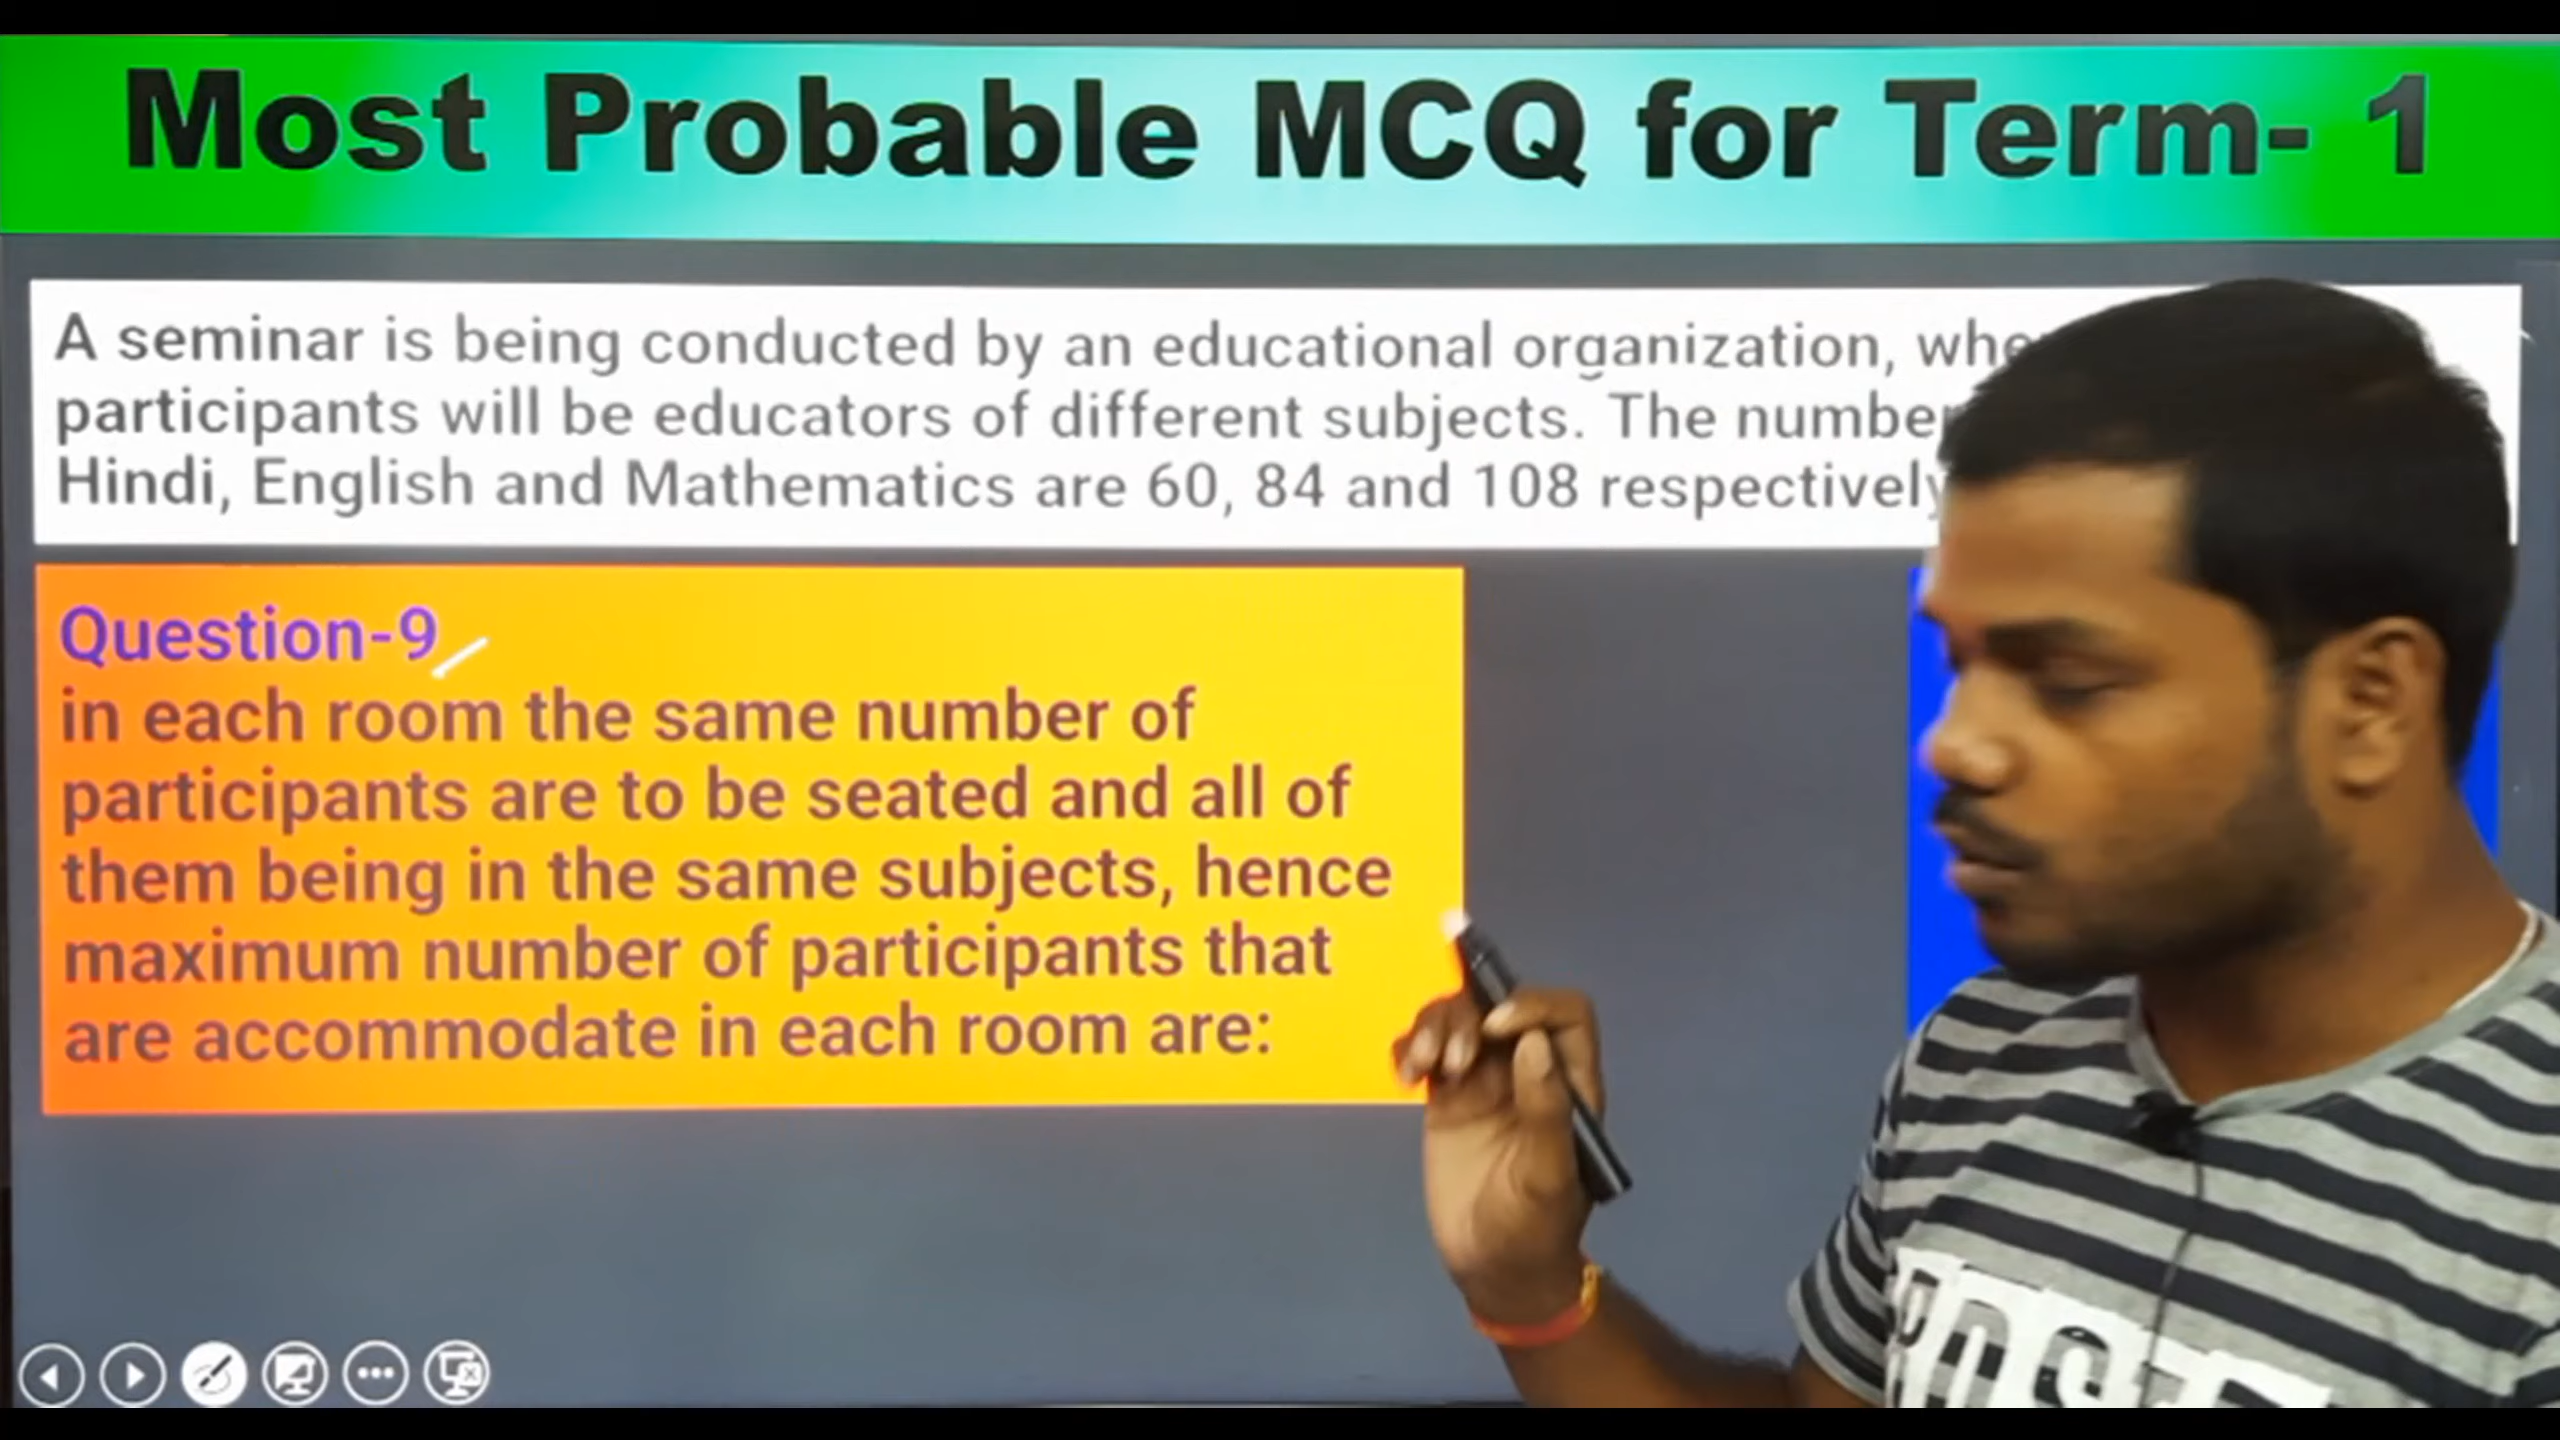 Most Probable MCQ for Term- 1
A seminar is being conducted by an educational organization,
participants will be educators of different subjects. The
Hindi, English and Mathematics are 60, 84 and 108
Question-9
in each room the same number of
participants are to be seated and all of
them being in the same subjects, hence
maximum number of participants that
are accommodate in each room are: